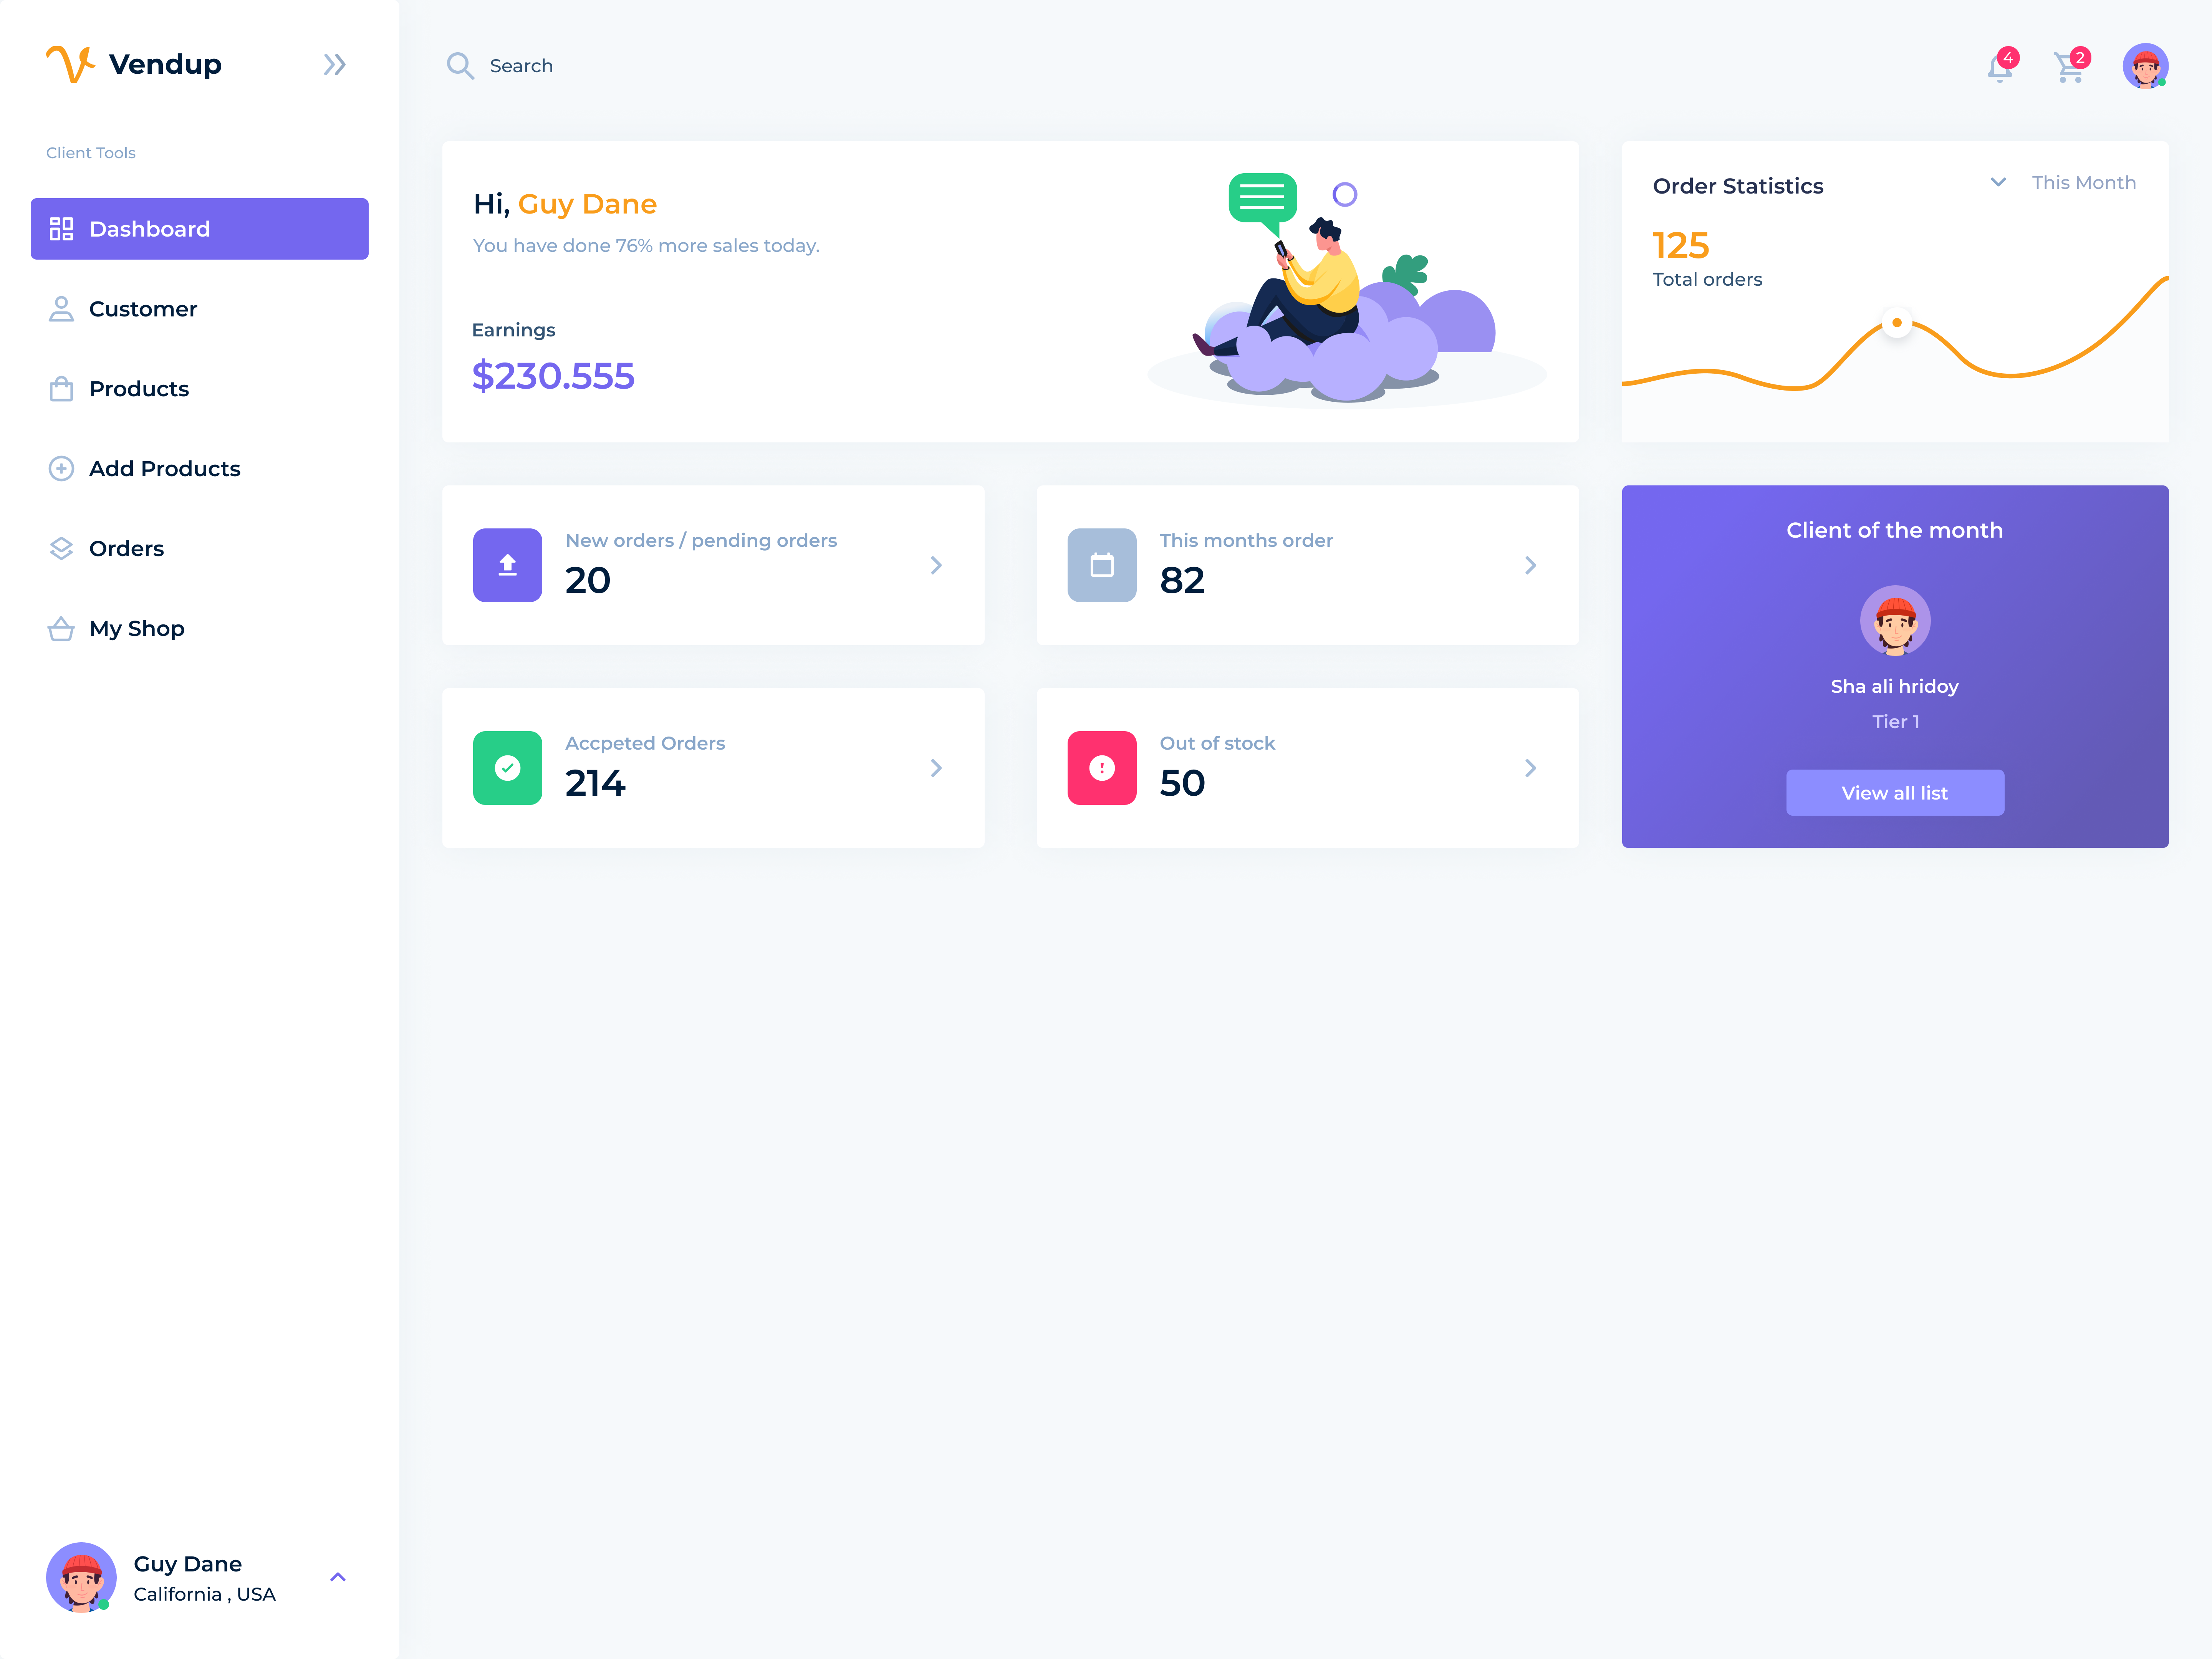 Vendup
Client Tools
Dashboard
Customer
Products
Add Products
Orders
My Shop
Guy Dane
California , USA
Search
4
2
Hi, Guy Dane
You have done 76% more sales today.
Earnings
$230.555
Order Statistics
This Month
125
Total orders
New orders / pending orders
20
This months order
82
Accpeted Orders
214
Out of stock
50
Client of the month
Sha ali hridoy
Tier 1
View all list